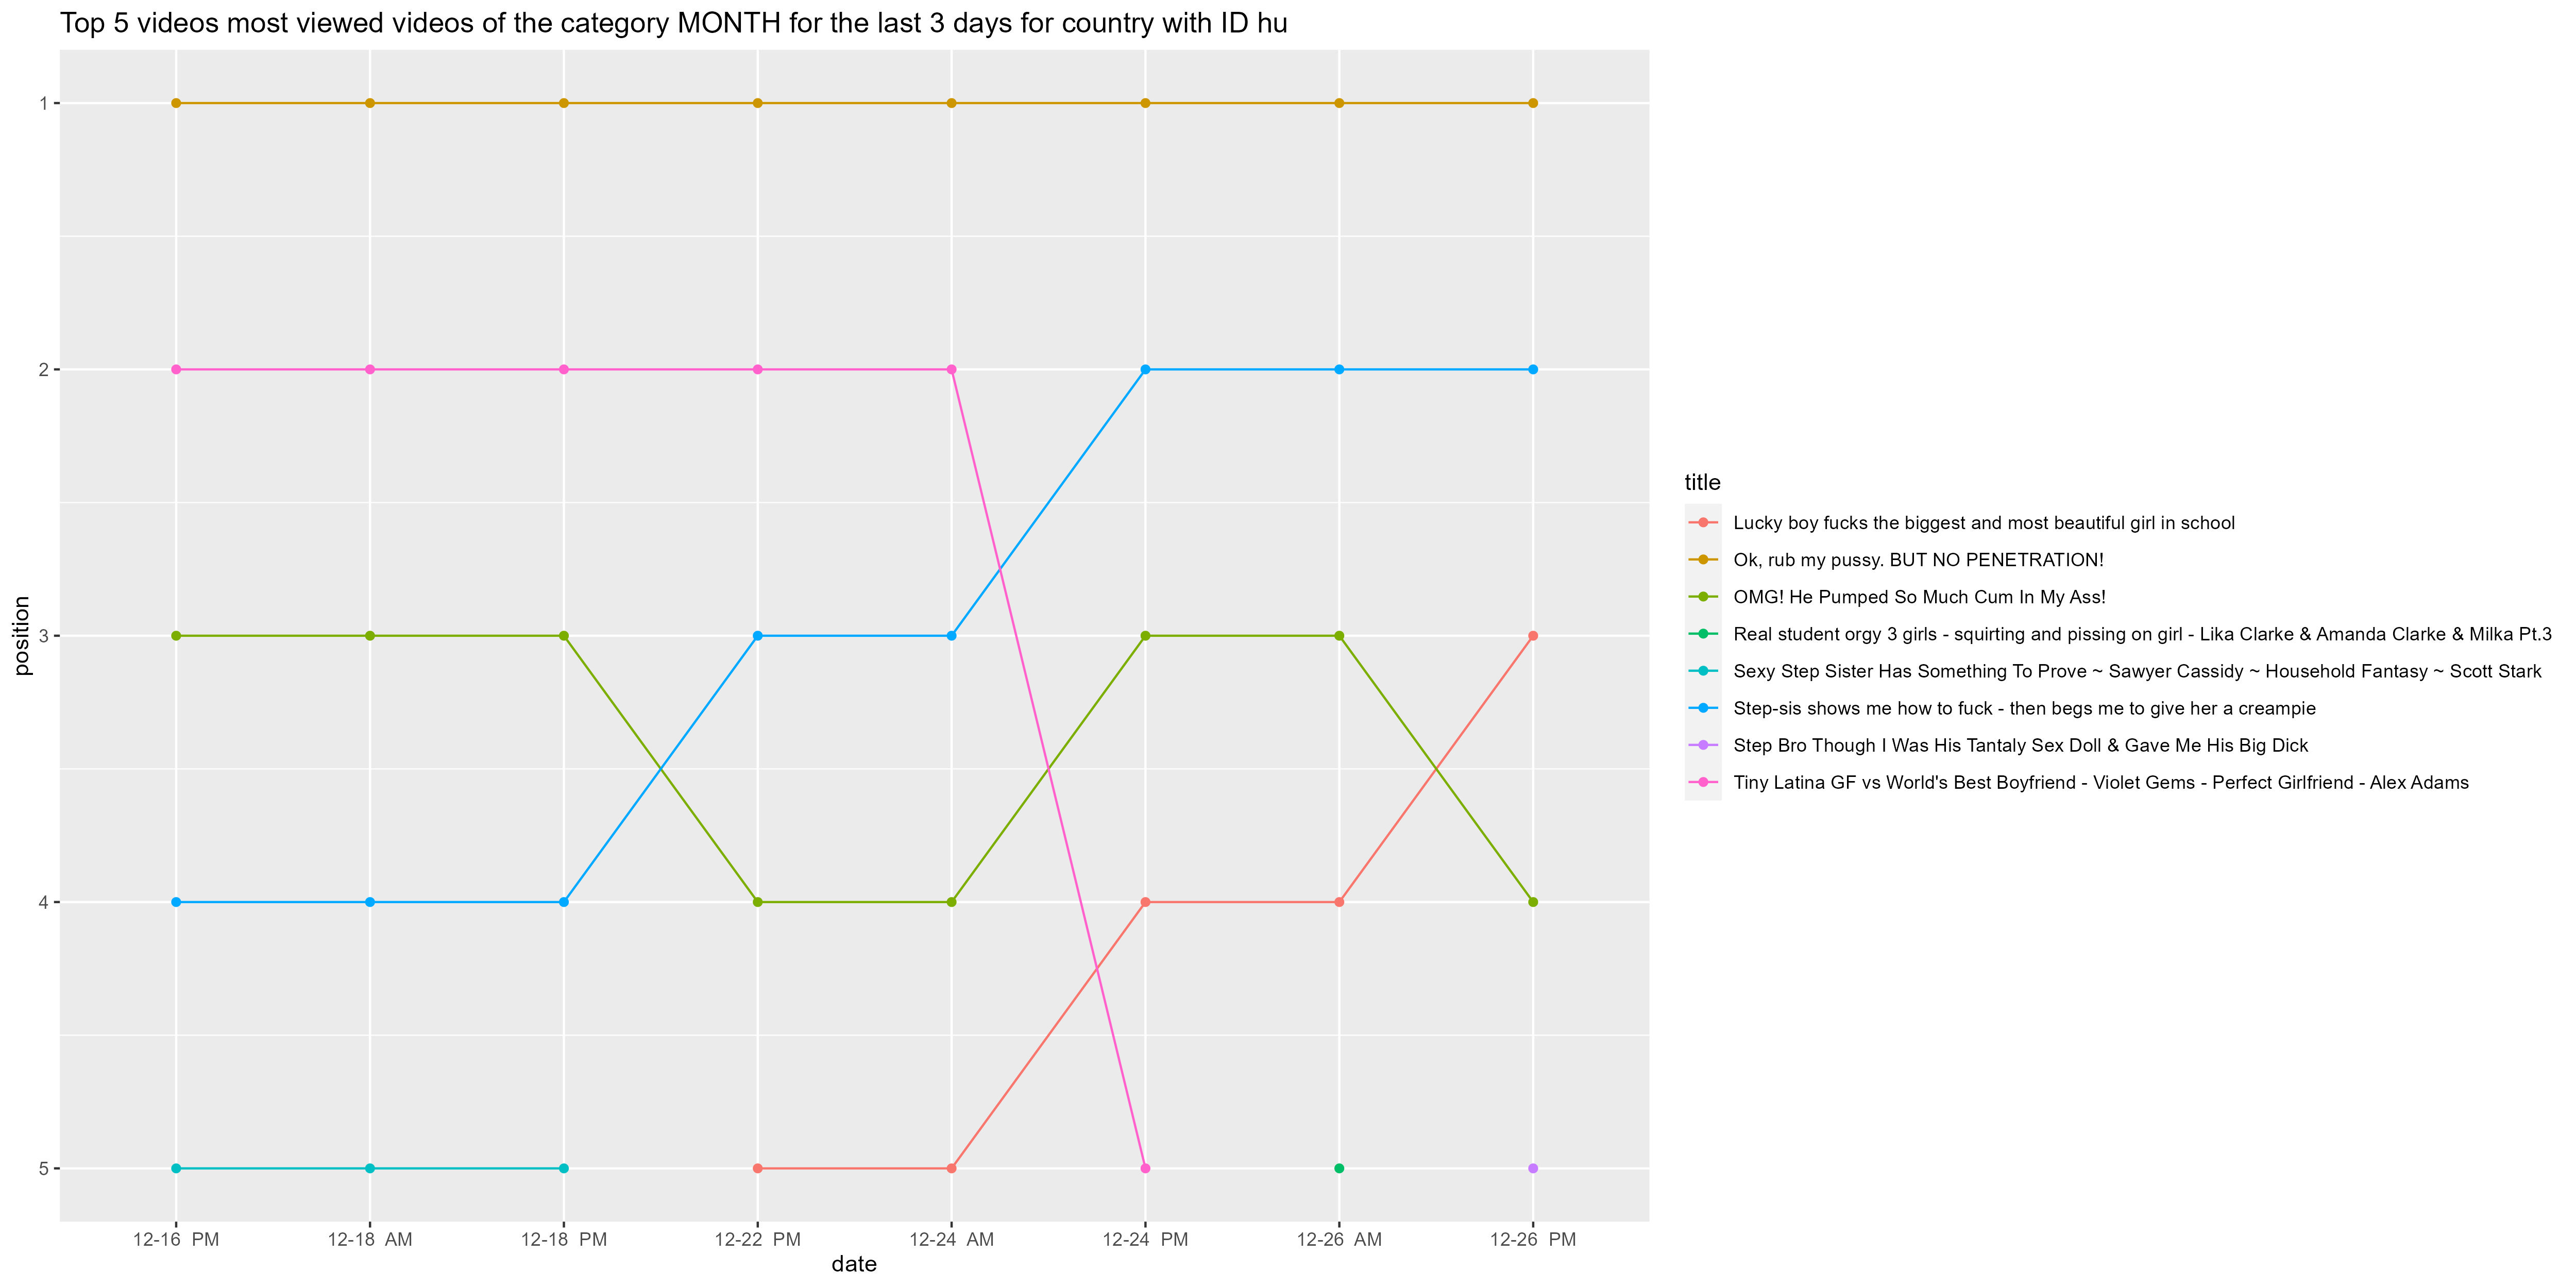 Top 5 videos most viewed videos of the category MONTH for the last 3 days for country with ID hu
1
2
3
4
5
position
12-16 PM
12-18 AM
12-18 PM
12-22 PM
12-24 AM
12-24 PM
12-26 AM
12-26 PM
date
title
Lucky boy fucks the biggest and most beautiful girl in school
Ok, rub my pussy. BUT NO PENETRATION!
OMG! He Pumped So Much Cum In My Ass!
Real student orgy 3 girls - squirting and pissing on girl - Lika Clarke & Amanda Clarke & Milka Pt.3
Sexy Step Sister Has Something To Prove ~ Sawyer Cassidy ~ Household Fantasy ~ Scott Stark
Step-sis shows me how to fuck - then begs me to give her a creampie
Step Bro Though I Was His Tantaly Sex Doll & Gave Me His Big Dick
Tiny Latina GF vs World's Best Boyfriend - Violet Gems - Perfect Girlfriend - Alex Adams